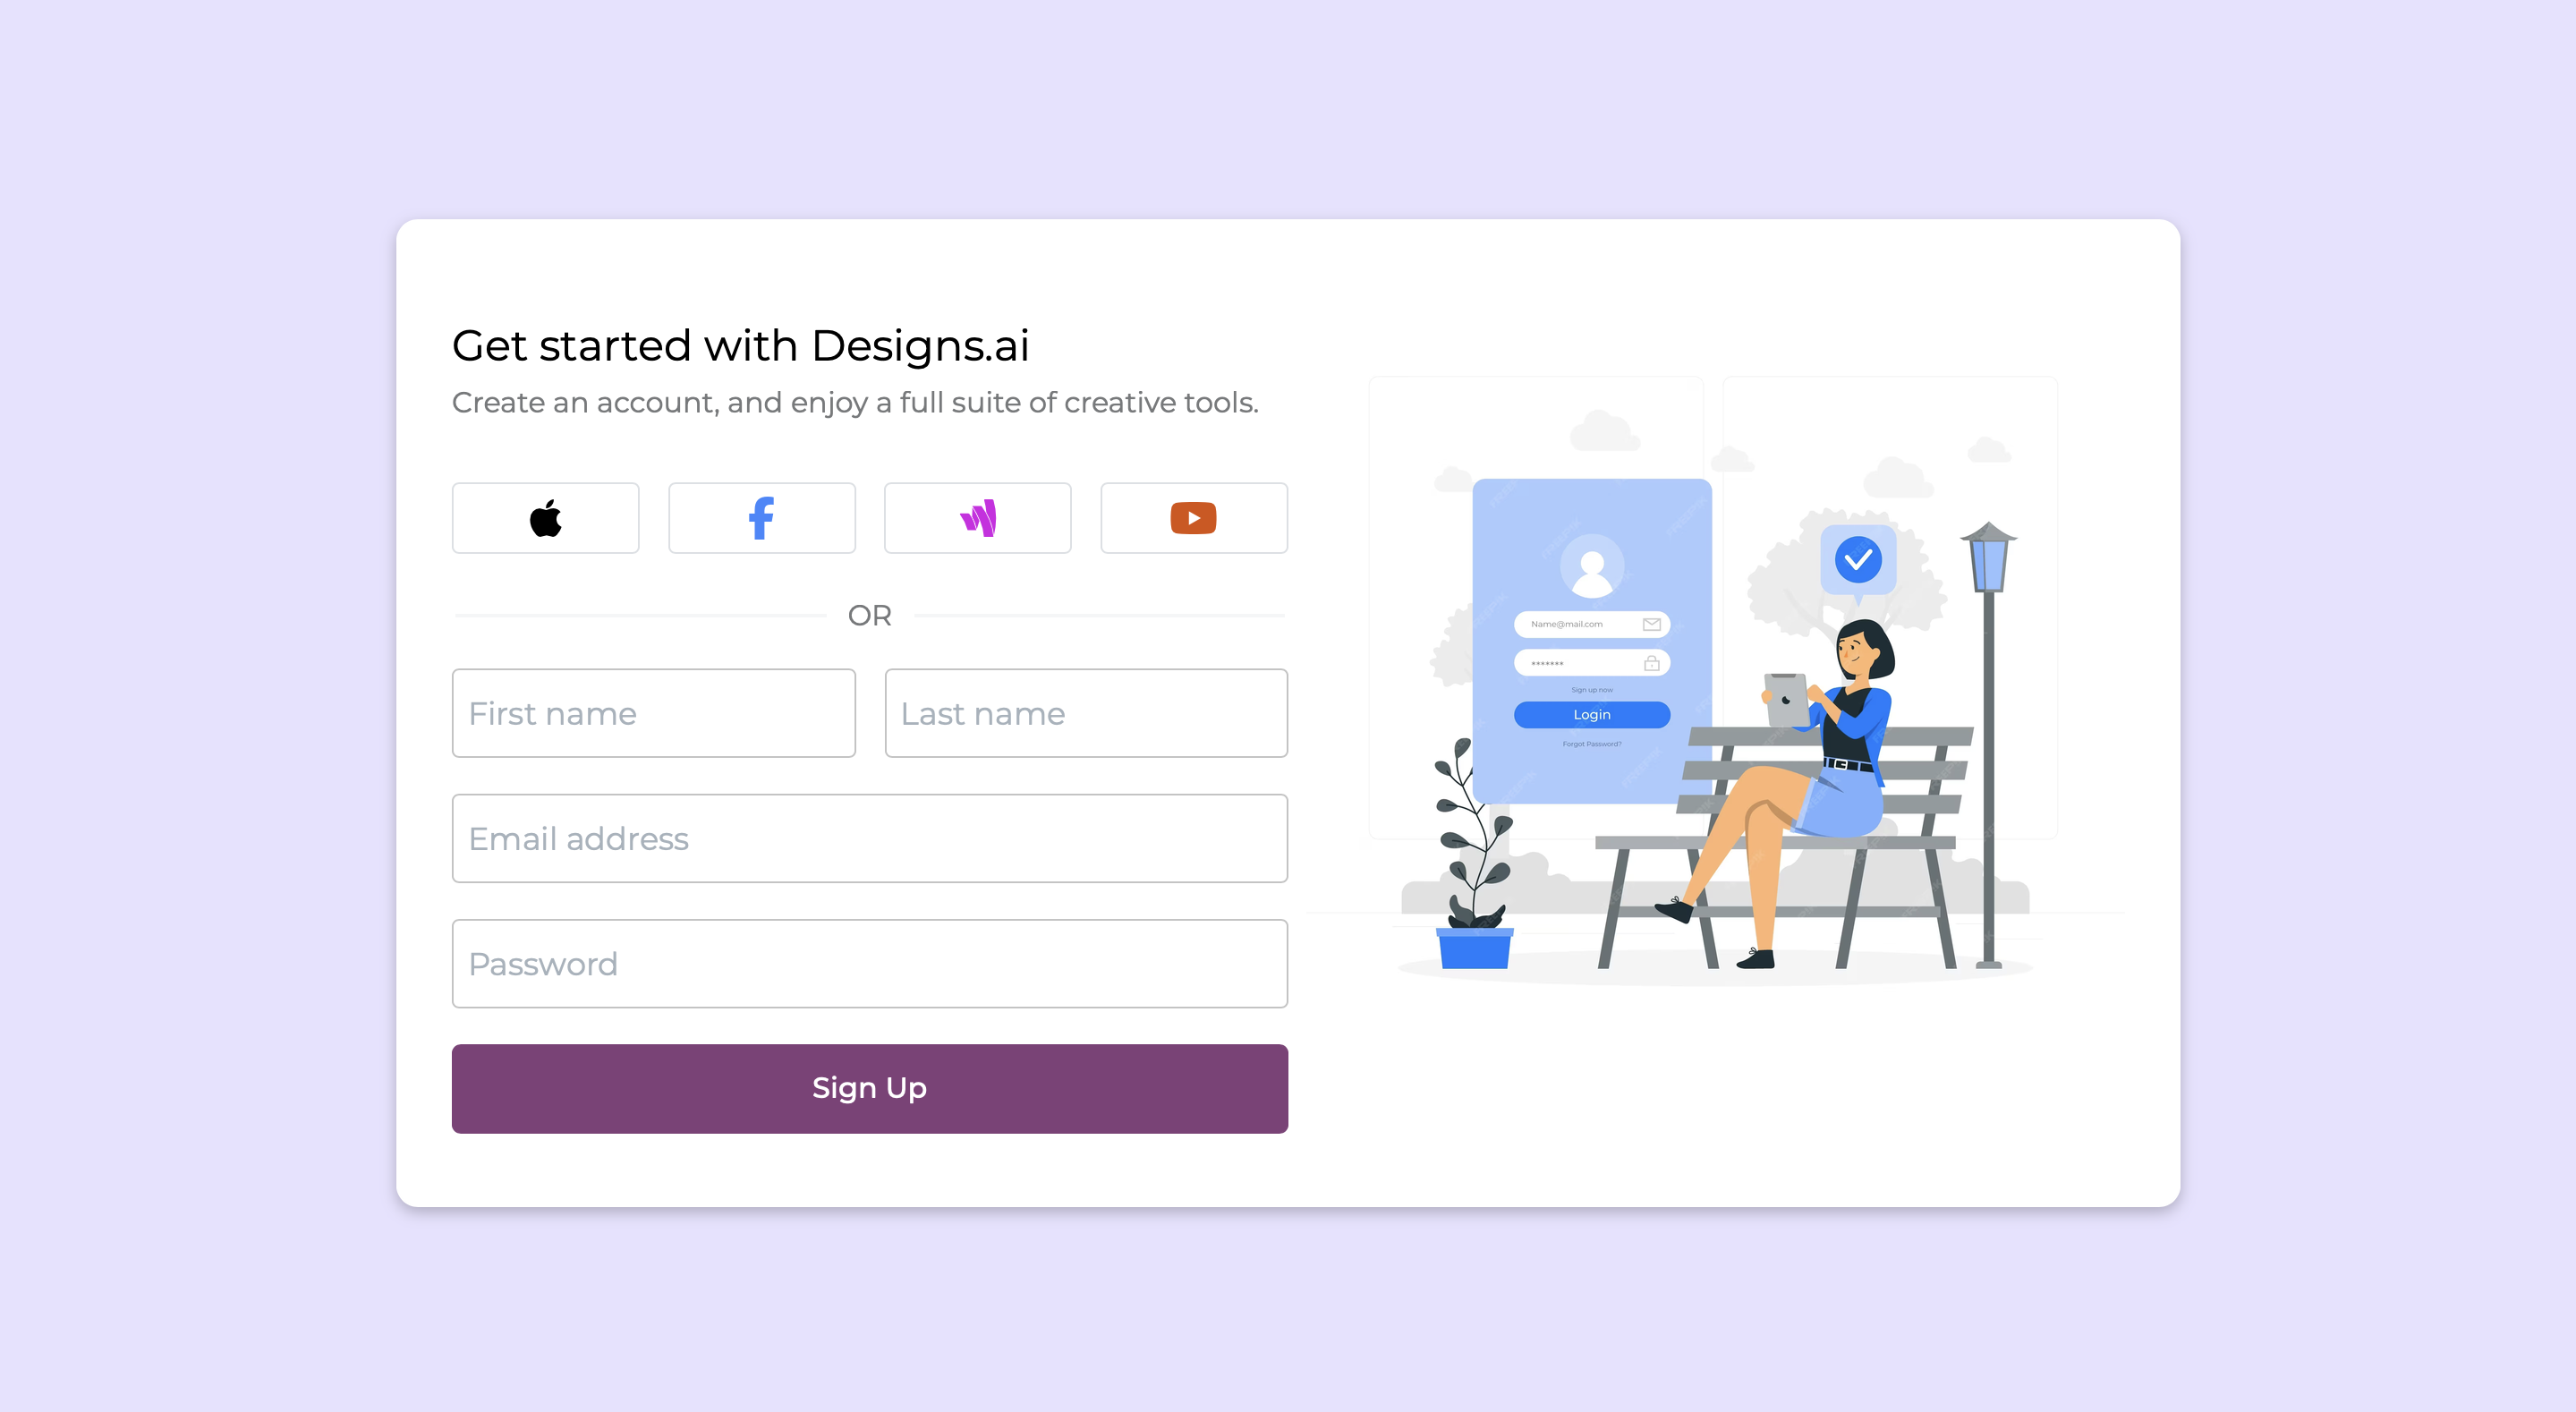 Get started with Designs.ai
Create an account, and enjoy a full suite of creative tools.
OR
First name
Last name
Email address
Password
Sign Up
Name@mail.com
*******
Sign up now
Login
Forgot Password?